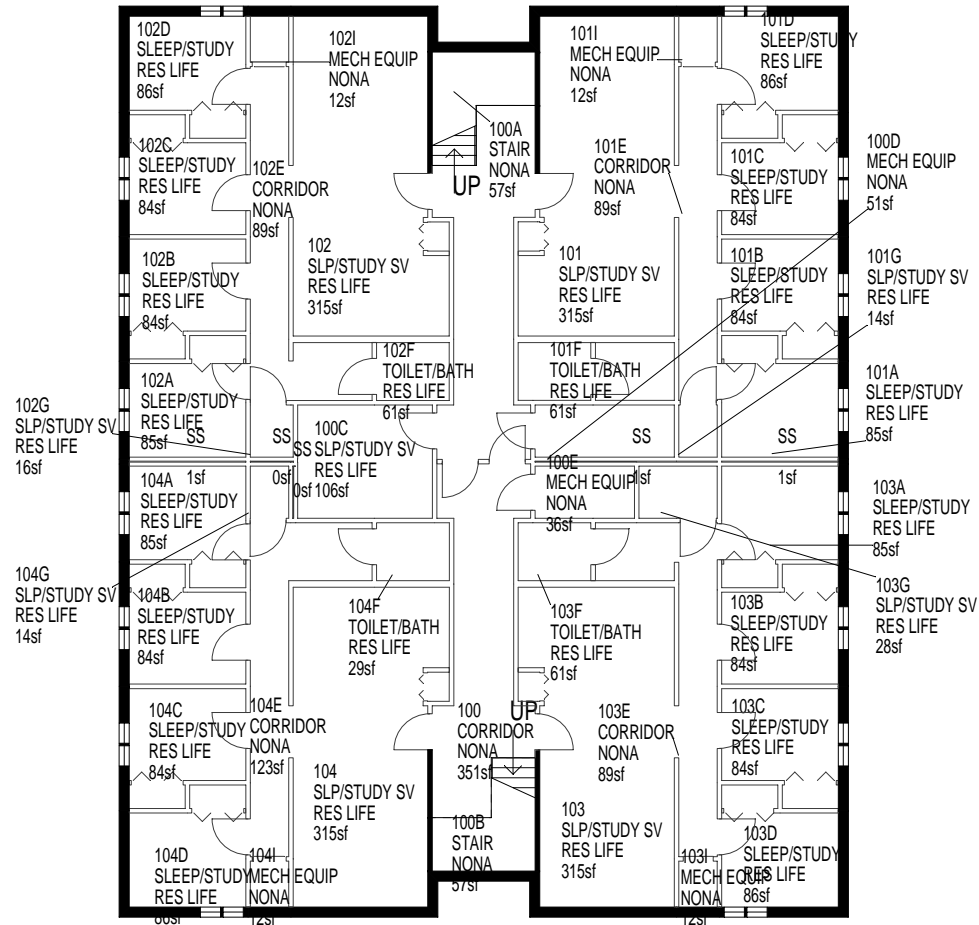 102D
SLEEP/STUDY
RES LIFE
86sf
102I
MECH EQUIP
NONA
12sf
101I
MECH EQUIP
NONA
12sf
101D
SLEEP/STUDY
RES LIFE
86sf
102C
SLEEP/STUDY
RES LIFE
84sf
102E
CORRIDOR
NONA
89sf
100A
STAIR
NONA
57sf
UP
101E
CORRIDOR
NONA
89sf
101C
SLEEP/STUDY
RES LIFE
84sf
100D
MECH EQUIP
NONA
51sf
102B
SLEEP/STUDY
RES LIFE
84sf
102
SLP/STUDY SV
RES LIFE
315sf
101
SLP/STUDY SV
RES LIFE
315sf
101B
SLEEP/STUDY
RES LIFE
84sf
101G
SLP/STUDY SV
RES LIFE
14sf
102G
SLP/STUDY SV
RES LIFE
16sf
102A
SLEEP/STUDY
RES LIFE
85sf
102F
TOILET/BATH
RES LIFE
61sf
101F
TOILET/BATH
RES LIFE
61sf
101A
SLEEP/STUDY
RES LIFE
85sf
SS
1sf
SS
0sf
SS
0sf
100C
SLP/STUDY SV
RES LIFE
106sf
SS
1sf
SS
1sf
104A
SLEEP/STUDY
RES LIFE
85sf
100E
MECH EQUIP
NONA
36sf
103A
SLEEP/STUDY
RES LIFE
85sf
104G
SLP/STUDY SV
RES LIFE
14sf
104B
SLEEP/STUDY
RES LIFE
84sf
104F
TOILET/BATH
RES LIFE
29sf
103F
TOILET/BATH
RES LIFE
61sf
103B
SLEEP/STUDY
RES LIFE
84sf
103G
SLP/STUDY SV
RES LIFE
28sf
104C
SLEEP/STUDY
RES LIFE
84sf
104E
CORRIDOR
NONA
123sf
104
SLP/STUDY SV
RES LIFE
315sf
100
CORRIDOR
NONA
351sf
UP
103E
CORRIDOR
NONA
89sf
103C
SLEEP/STUDY
RES LIFE
84sf
103
SLP/STUDY SV
RES LIFE
315sf
100B
STAIR
NONA
57sf
104D
SLEEP/STUDY
RES LIFE
86sf
104I
MECH EQUIP
NONA
12sf
103I
MECH EQUIP
NONA
12sf
103D
SLEEP/STUDY
RES LIFE
86sf